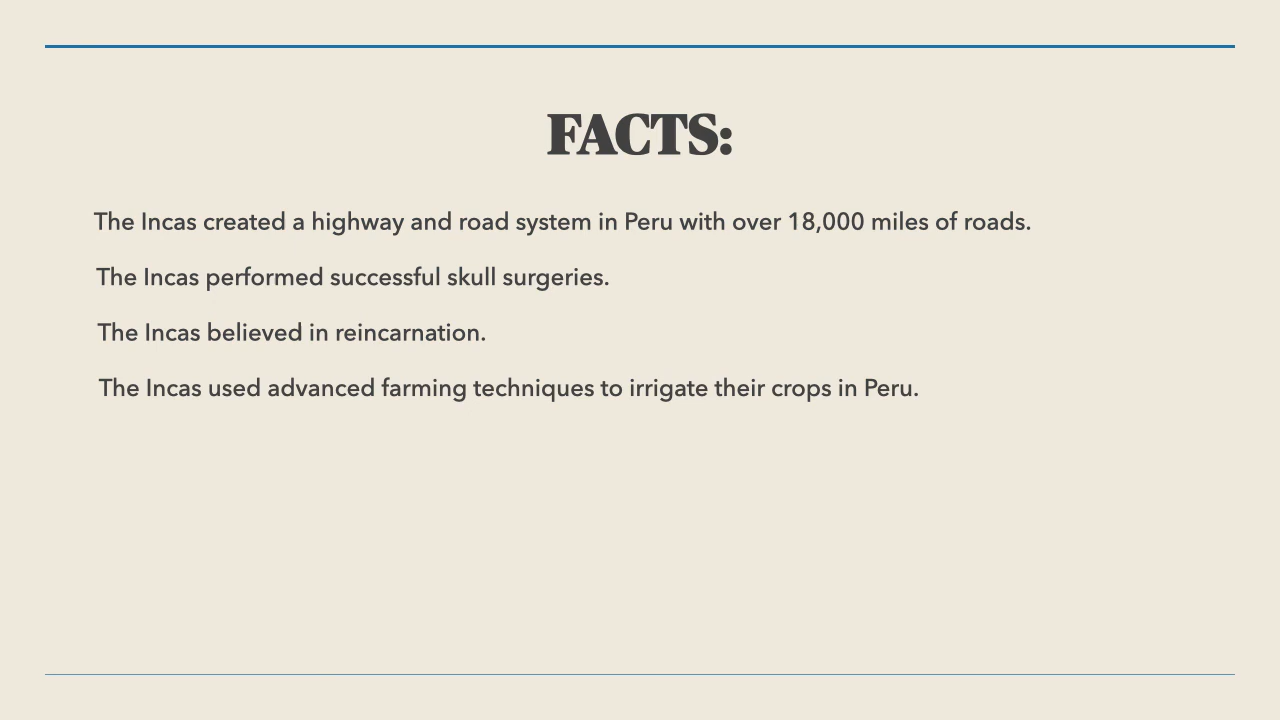 FACTS:
The Incas created a highway and road system in Peru with over 18,000 miles of roads.
The Incas performed successful skull surgeries.
The Incas believed in reincarnation.
The Incas used advanced farming techniques to irrigate their crops in Peru.